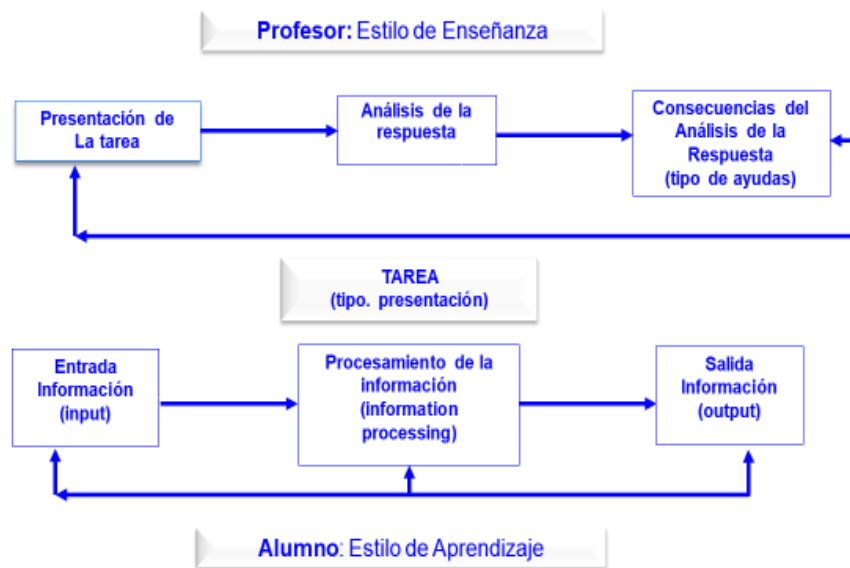 Profesor: Estilo de Enseñanza
Presentación de
La tarea
Análisis de la
respuesta
Consecuencias del
Análisis de la
Respuesta
(tipo de ayudas)
TAREA
(tipo. presentación)
Entrada
Información
(input)
Procesamiento de la
información
(information
processing)
Salida
Información
(output)
Alumno: Estilo de Aprendizaje